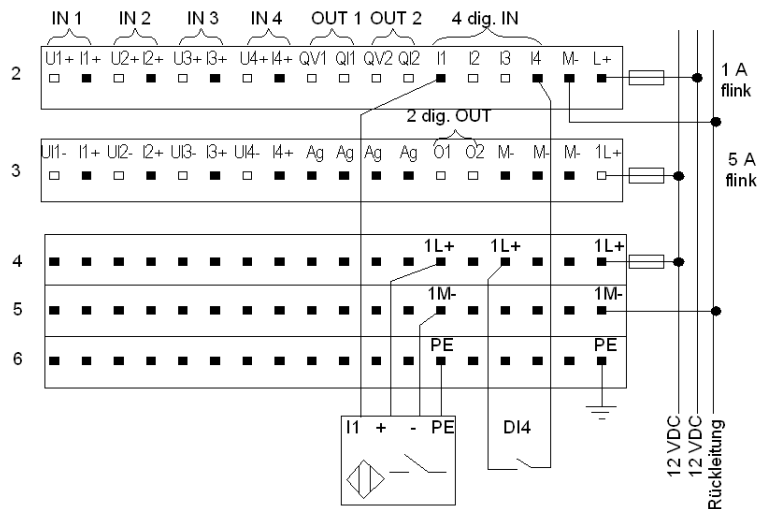 IN 1 IN 2 IN 3 IN 4 OUT 1 OUT 2 4 dig. IN
U1+ I1+ U2+ I2+ U3+ I3+ U4+ I4+ QV1 QI1 QV2 QI2 I1 I2 I3 I4 M- L+
2
1 A
flink
2 dig. OUT
UI1- I1+ UI2- I2+ UI3- I3+ UI4- I4+ Ag Ag Ag Ag O1 O2 M- M- M- 1L+
3
5 A
flink
1L+ 1L+ 1L+
4
1M- 1M-
5
PE PE
6
I1 + - PE DI4
12 VDC
12 VDC
Rückleitung